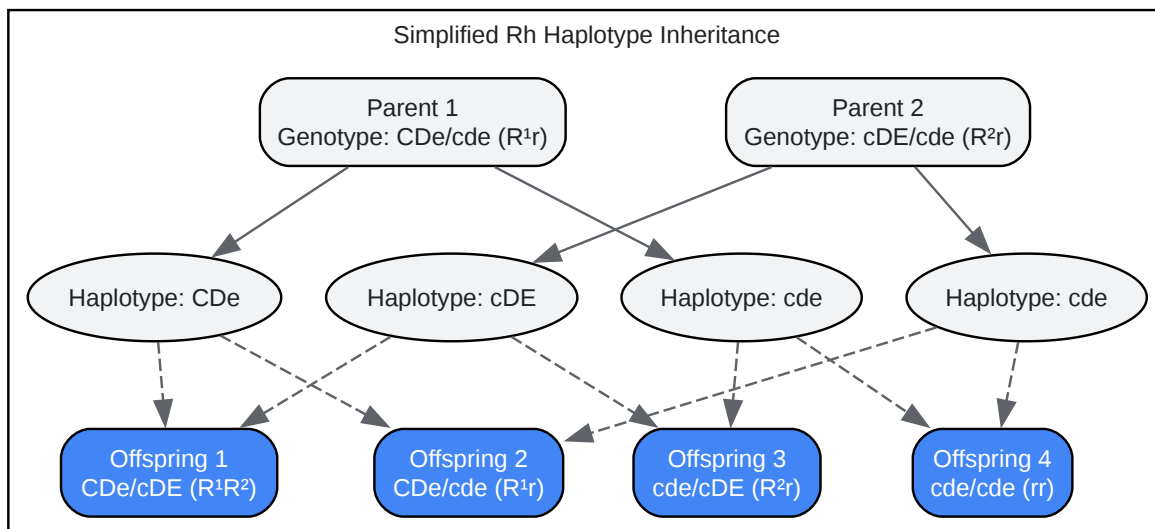 Simplified Rh Haplotype Inheritance
Parent 1
Genotype: CDe/cde (R¹r)
Parent 2
Genotype: cDE/cde (R²r)
Haplotype: CDe
Haplotype: cDE
Haplotype: cde
Haplotype: cde
Offspring 1
CDe/cDE (R¹R²)
Offspring 2
CDe/cde (R¹r)
Offspring 3
cde/cDE (R²r)
Offspring 4
cde/cde (rr)